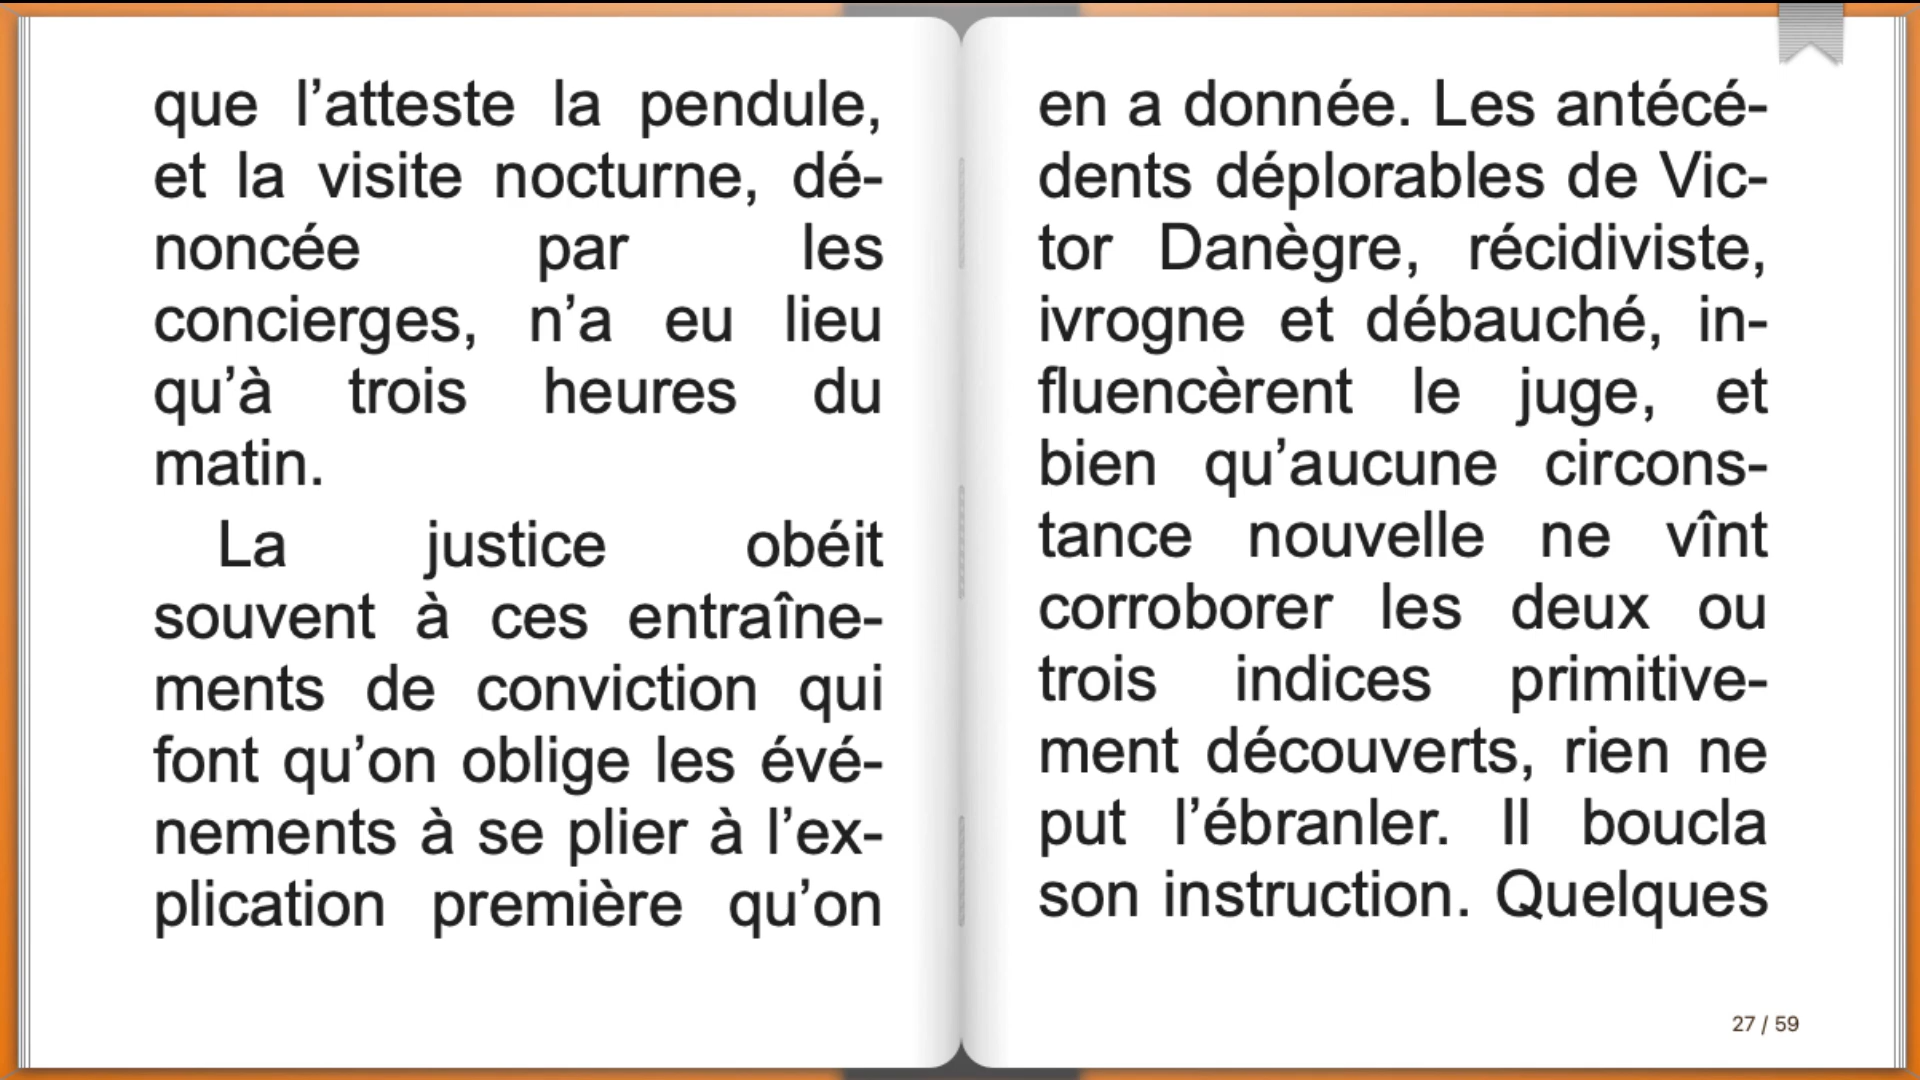 que l’atteste la pendule,
et la visite nocturne, dé-
noncée par les
concierges, n’a eu lieu
qu’à trois heures du
matin.
La justice obéit
souvent à ces entraîne-
ments de conviction qui
font qu’on oblige les évé-
nements à se plier à l’ex-
plication première qu’on
en a donnée. Les antécé-
dents déplorables de Vic-
tor Danègre, récidiviste,
ivrogne et débauché, in-
fluencèrent le juge, et
bien qu’aucune circons-
tance nouvelle ne vînt
corroborer les deux ou
trois indices primitive-
ment découverts, rien ne
put l’ébranler. Il boucla
son instruction. Quelques
27 / 59